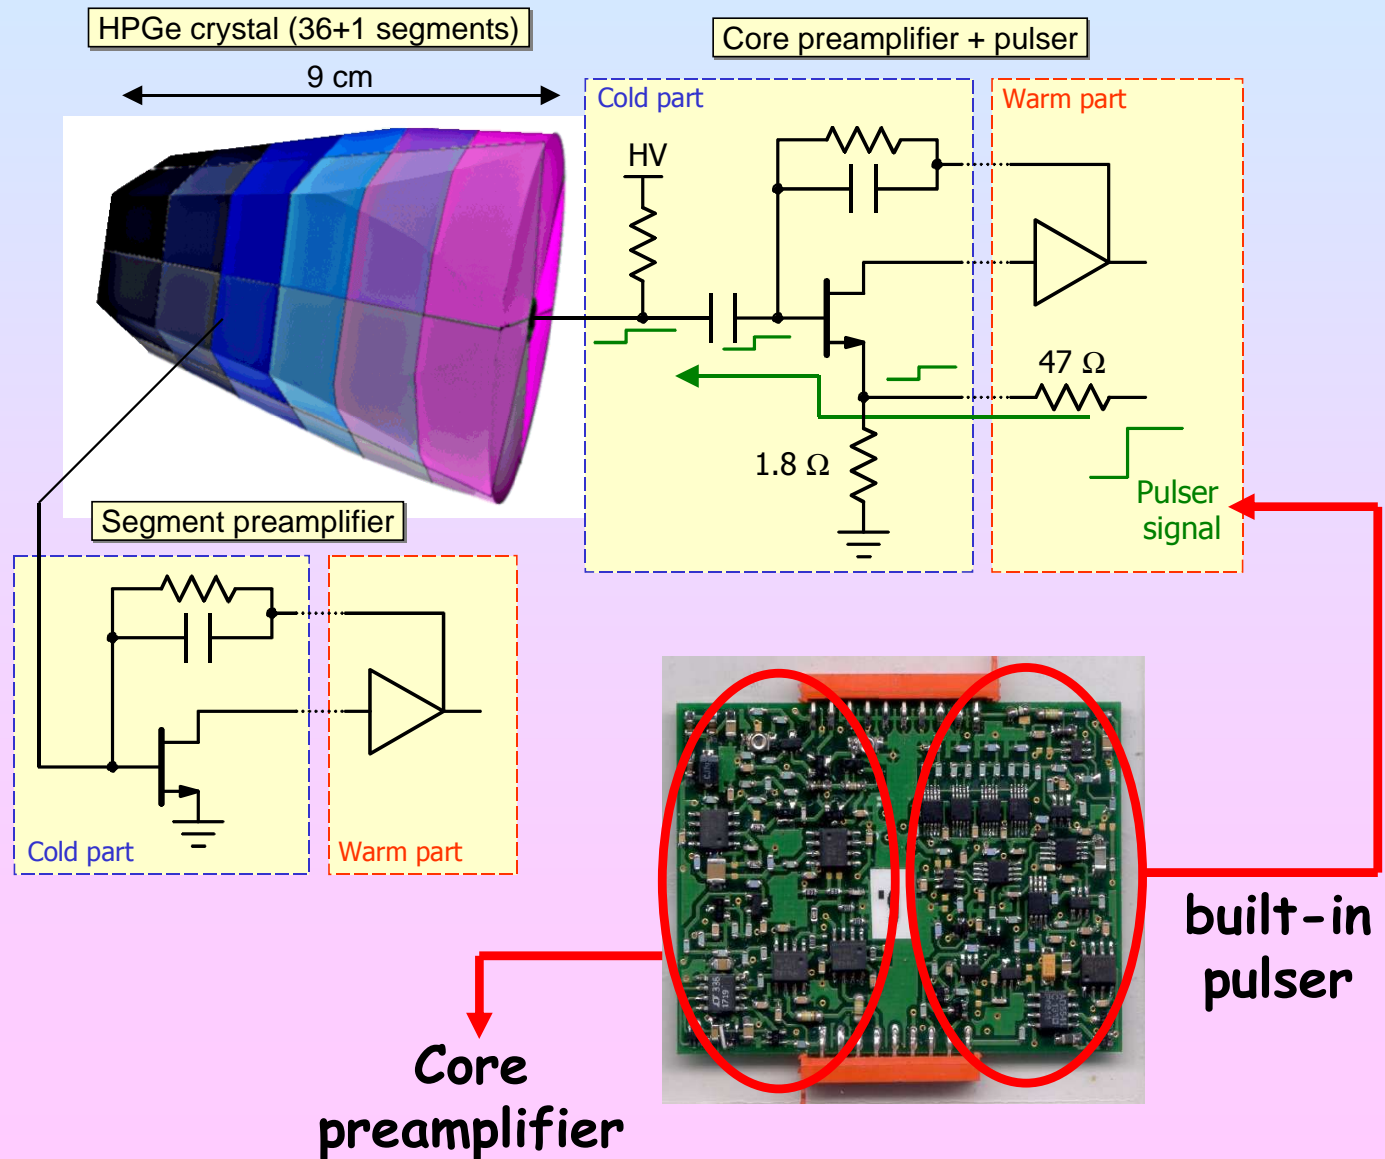 HPGe crystal (36+1 segments)
9 cm
Core preamplifier + pulser
Cold part
Warm part
HV
47 Ω
1.8 Ω
Pulser
signal
Segment preamplifier
Cold part
Warm part
built-in
pulser
Core
preamplifier